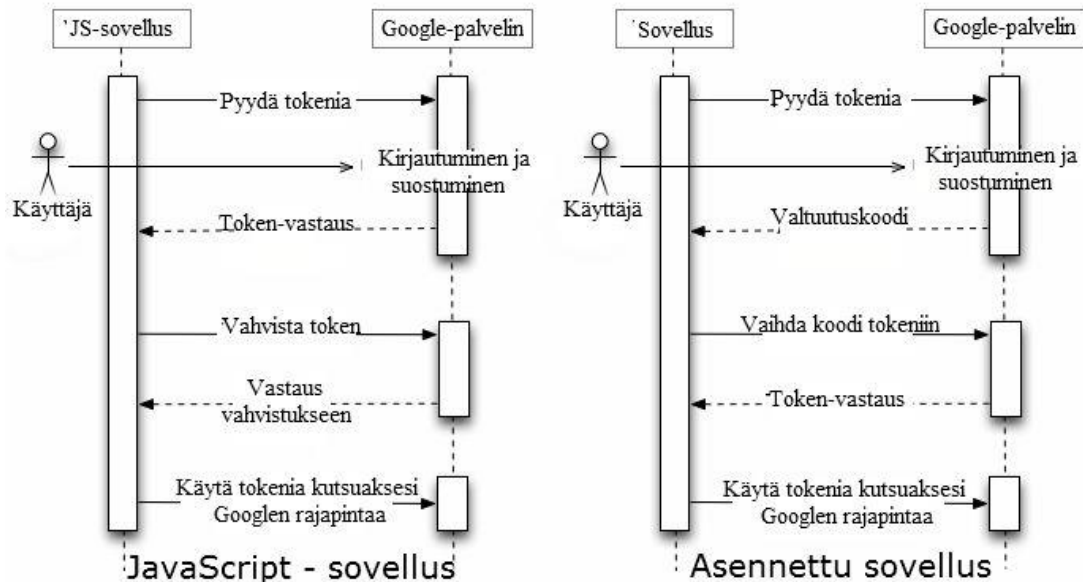 JS-sovellus
Google-palvelin
Pyydä tokenia
Kirjautuminen ja
suostuminen
Käyttäjä
Token-vastaus
Vahvista token
Vastaus
vahvistukseen
Käytä tokenia kutsuaksesi
Googlen rajapintaa
JavaScript - sovellus
Sovellus
Google-palvelin
Pyydä tokenia
Kirjautuminen ja
suostuminen
Käyttäjä
Valtuutuskoodi
Vaihda koodi tokeniin
Token-vastaus
Käytä tokenia kutsuaksesi
Googlen rajapintaa
Asennettu sovellus